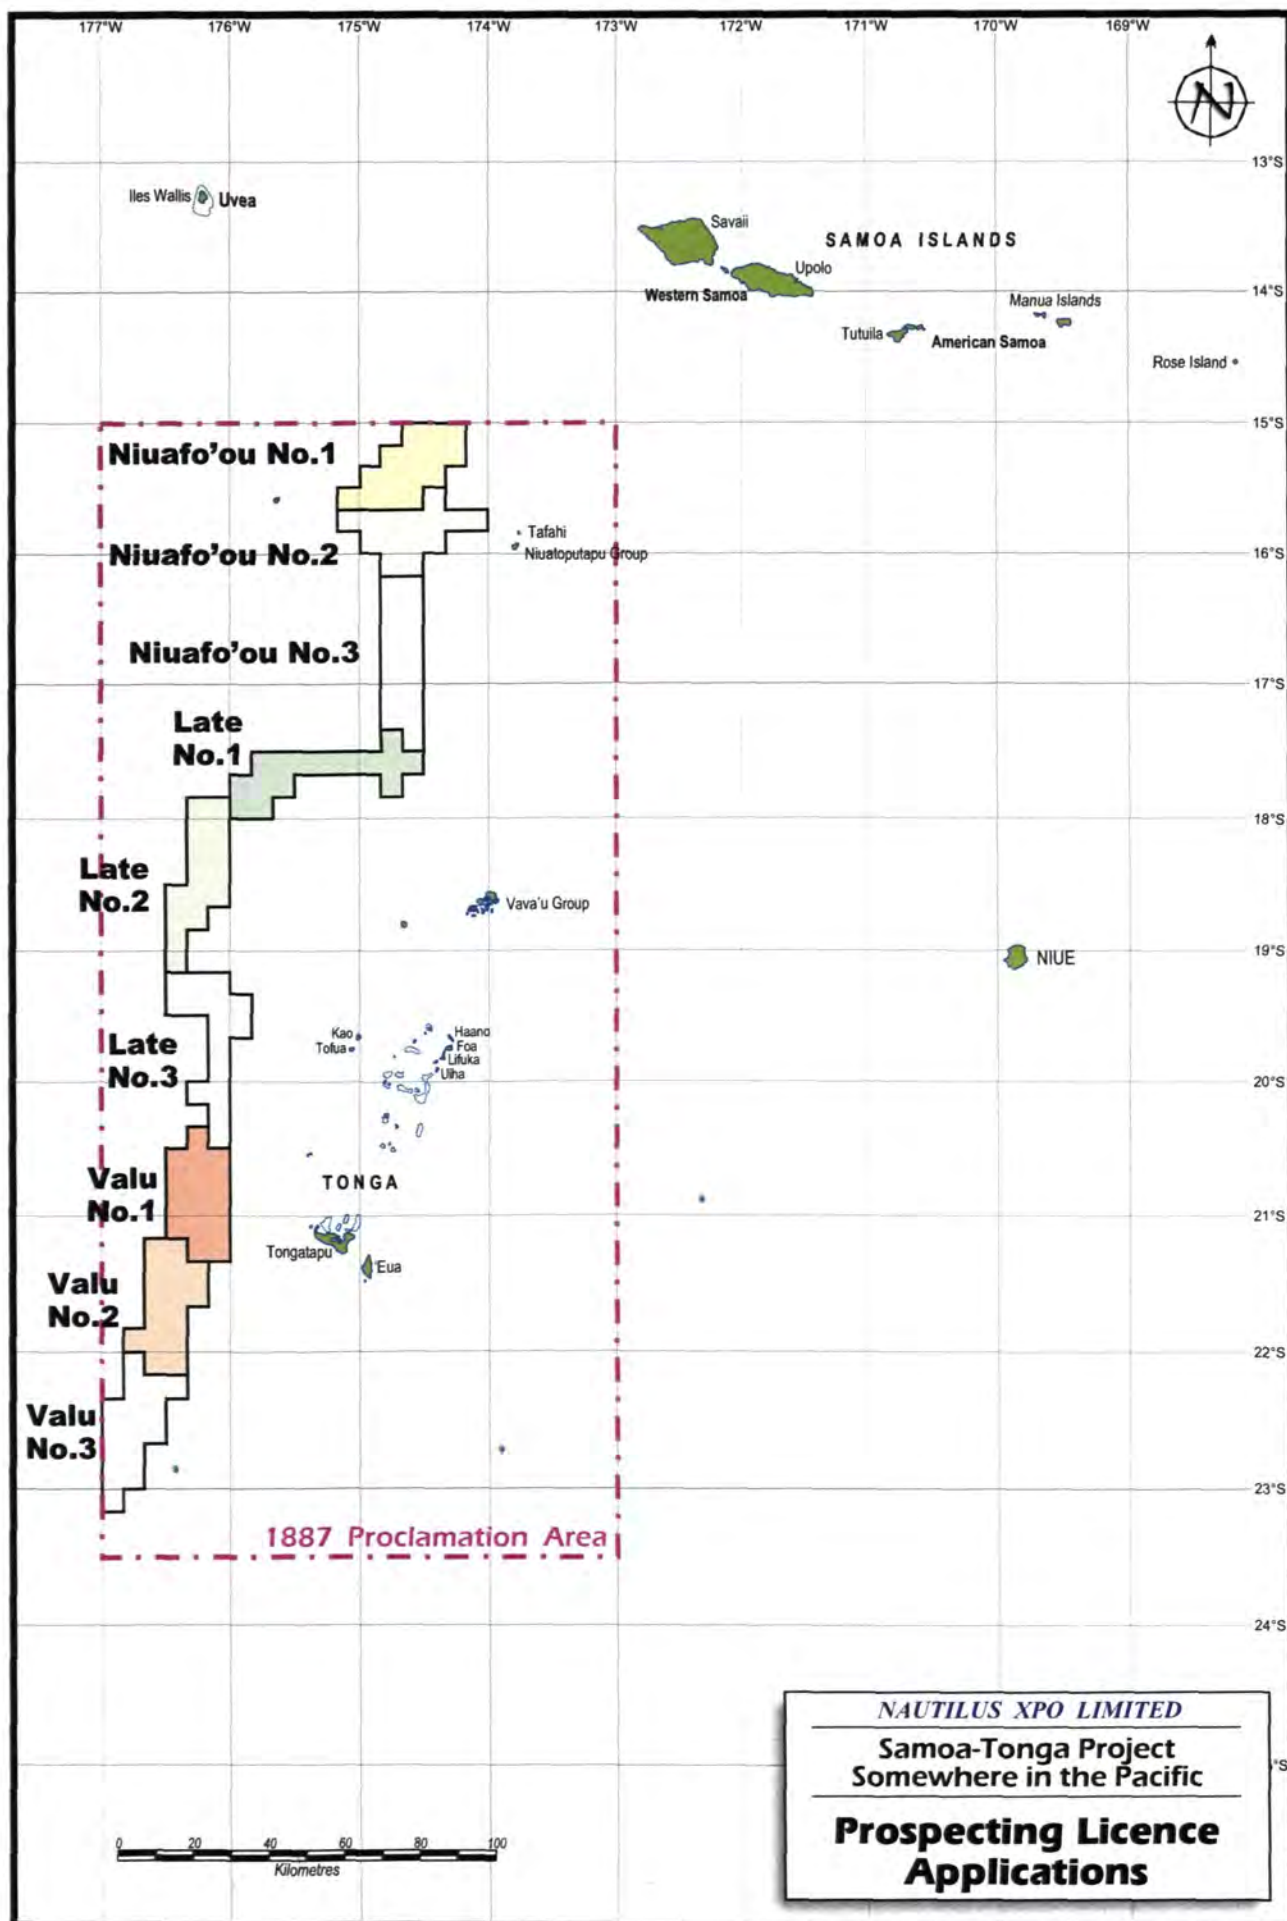 177°W 176°W 175°W 174°W 173°W 172°W 171°W 170°W 169°W
N
13°S
Iles Wallis Uvea
Savaii
SAMOA ISLANDS
Upolo
Western Samoa
14°S
Manua Islands
Tutuila
American Samoa
Rose Island
15°S
Niuafo'ou No.1
Tafahi
Niuafo'ou No.2
Niuatoputapu Group
16°S
Niuafo'ou No.3
17°S
Late
No.1
18°S
Late
No.2
Vava'u Group
19°S
NIUE
Kao
Tofua
Haano
Foa
Lifuka
Uiha
Late
No.3
20°S
Valu
No.1
TONGA
21°S
Tongatapu
Eua
Valu
No.2
22°S
Valu
No.3
23°S
1887 Proclamation Area
24°S
°S
NAUTILUS XPO LIMITED
Samoa-Tonga Project
Somewhere in the Pacific
Prospecting Licence
Applications
0 20 40 60 80 100
Kilometres